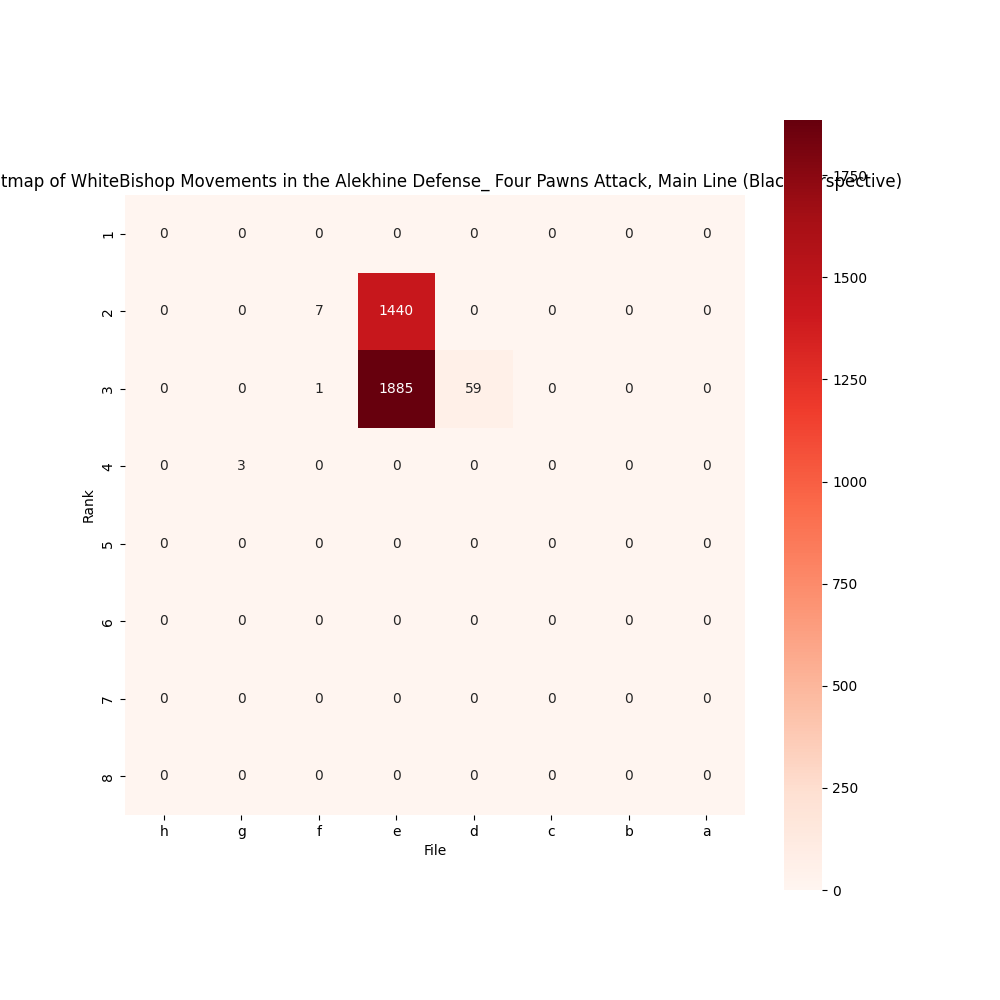 tmap of WhiteBishop Movements in the Alekhine Defense_ Four Pawns Attack, Main Line (Black Perspective)
1750
1 0 0 0 0 0 0 0 0
1500
2 0 0 7 1440 0 0 0 0
1250
3 0 0 1 1885 59 0 0 0
4 0 3 0 0 0 0 0 0
1000
Rank
5 0 0 0 0 0 0 0 0
750
6 0 0 0 0 0 0 0 0
500
7 0 0 0 0 0 0 0 0
8 0 0 0 0 0 0 0 0
250
h g f e d c b a
File
0